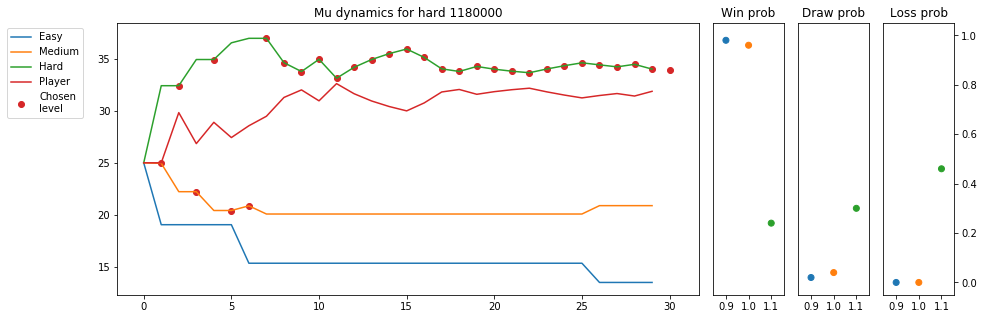 Mu dynamics for hard 1180000
Win prob
Draw prob
Loss prob
Easy
Medium
Hard
Player
Chosen
level
35
30
25
20
15
0
5
10
15
20
25
30
0.9
1.0
1.1
0.9
1.0
1.1
0.9
1.0
1.1
1.0
0.8
0.6
0.4
0.2
0.0